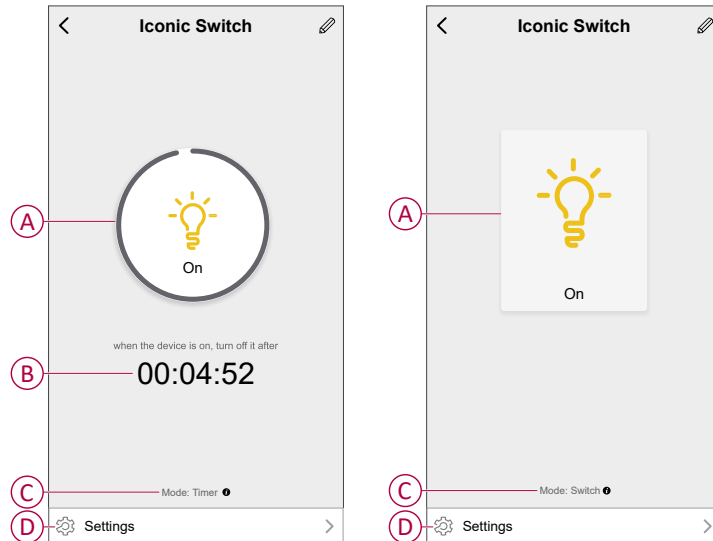 Iconic Switch
A
On
when the device is on, turn off it after
B
00:04:52
C
Mode: Timer i
D
Settings
Iconic Switch
A
On
C
Mode: Switch i
D
Settings